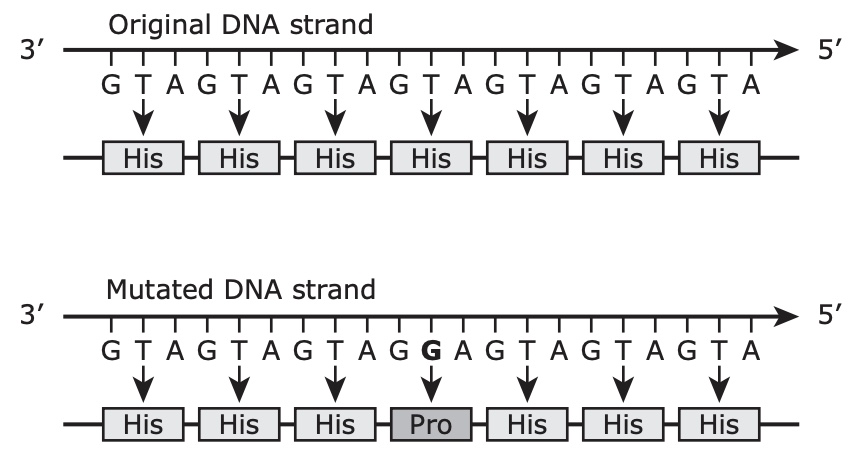 Original DNA strand
3′ 5′
G T A G T A G T A G T A G T A G T A G T A
His His His His His His His
Mutated DNA strand
3′ 5′
G T A G T A G T A G G A G T A G T A G T A
His His His Pro His His His